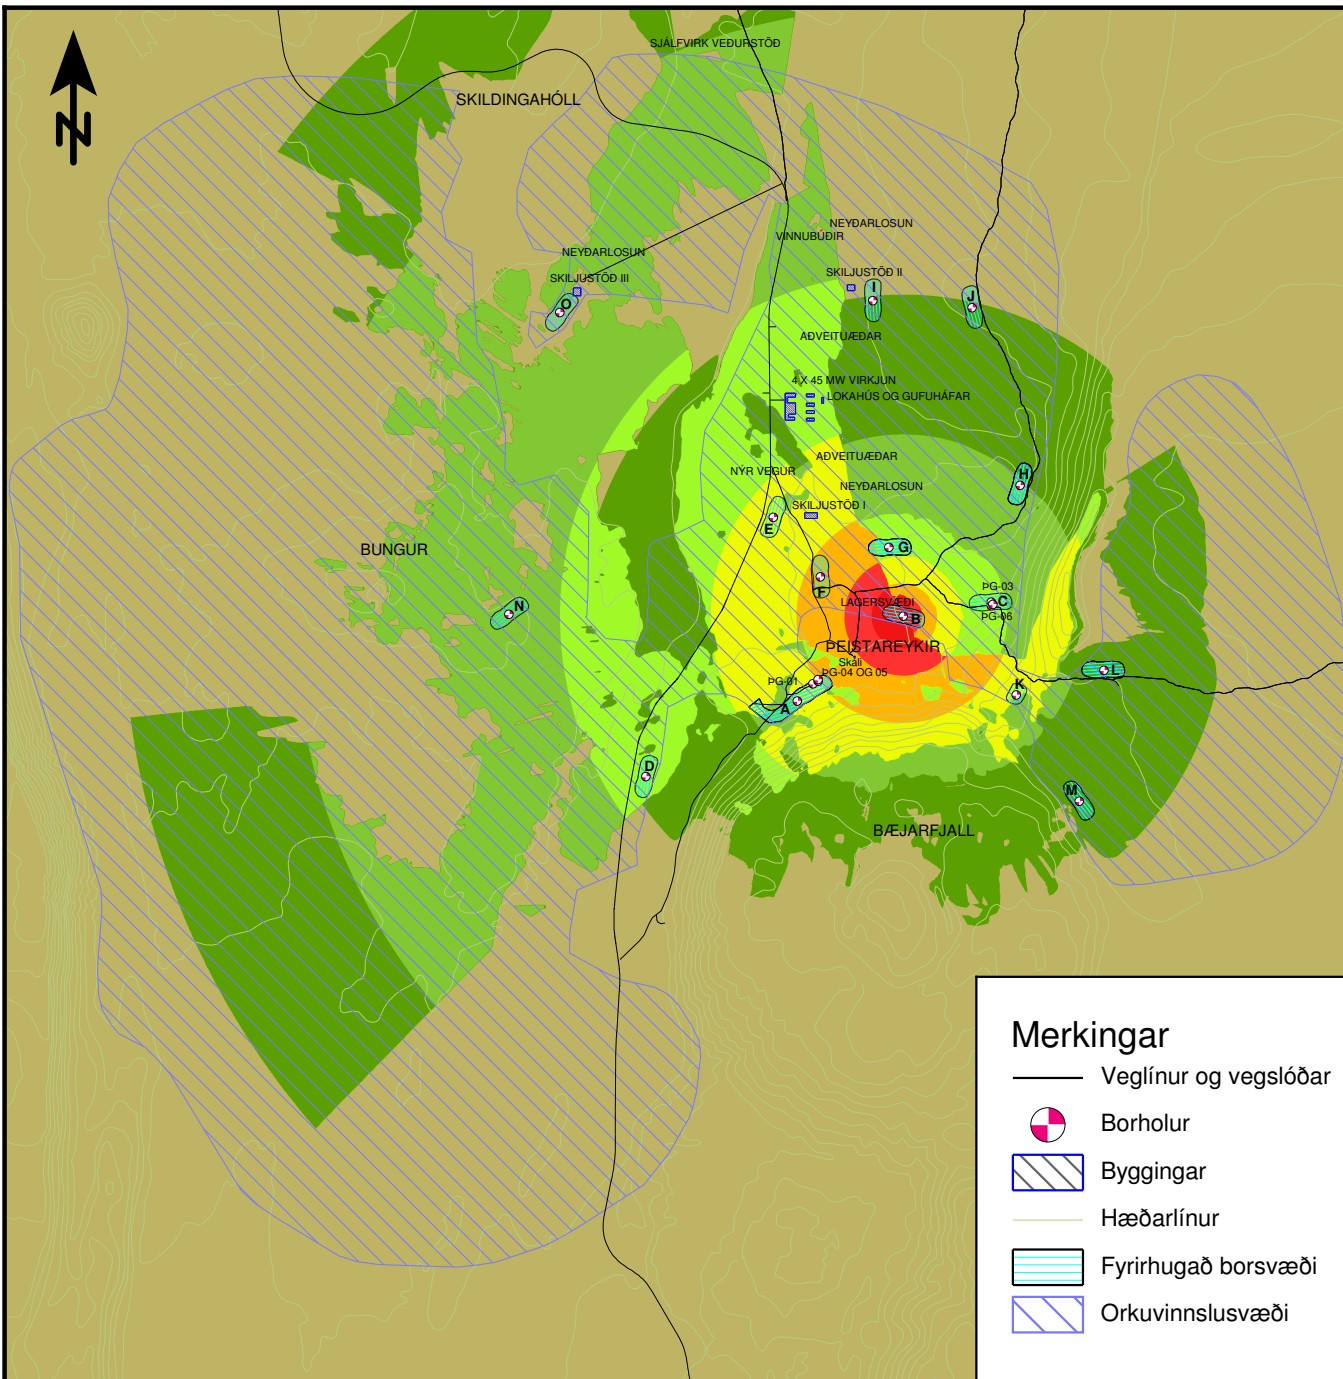 SJÁLFVIRK VEÐURSTÖÐ
SKILDINGAHÓLL
N
NEYÐARLOSUN
VINNUBÚÐIR
NEYÐARLOSUN
SKILJUSTÖÐ II
SKILJUSTÖÐ III
I
J
O
AÐVEITUÆÐAR
4 X 45 MW VIRKJUN
LOKAHÚS OG GUFUHÁFAR
AÐVEITUÆÐAR
NÝR VEGUR
H
NEYÐARLOSUN
SKILJUSTÖÐ I
E
BUNGUR
G
F
ÞG-03
LAGERSVÆÐI
C
N
ÞG-06
B
ÞEISTAREYKIR
Skáli
ÞG-04 OG 05
ÞG-01
L
K
A
D
M
BÆJARFJALL
Merkingar
Veglínur og vegslóðar
Borholur
Byggingar
Hæðarlínur
Fyrirhugað borsvæði
Orkuvinnslusvæði